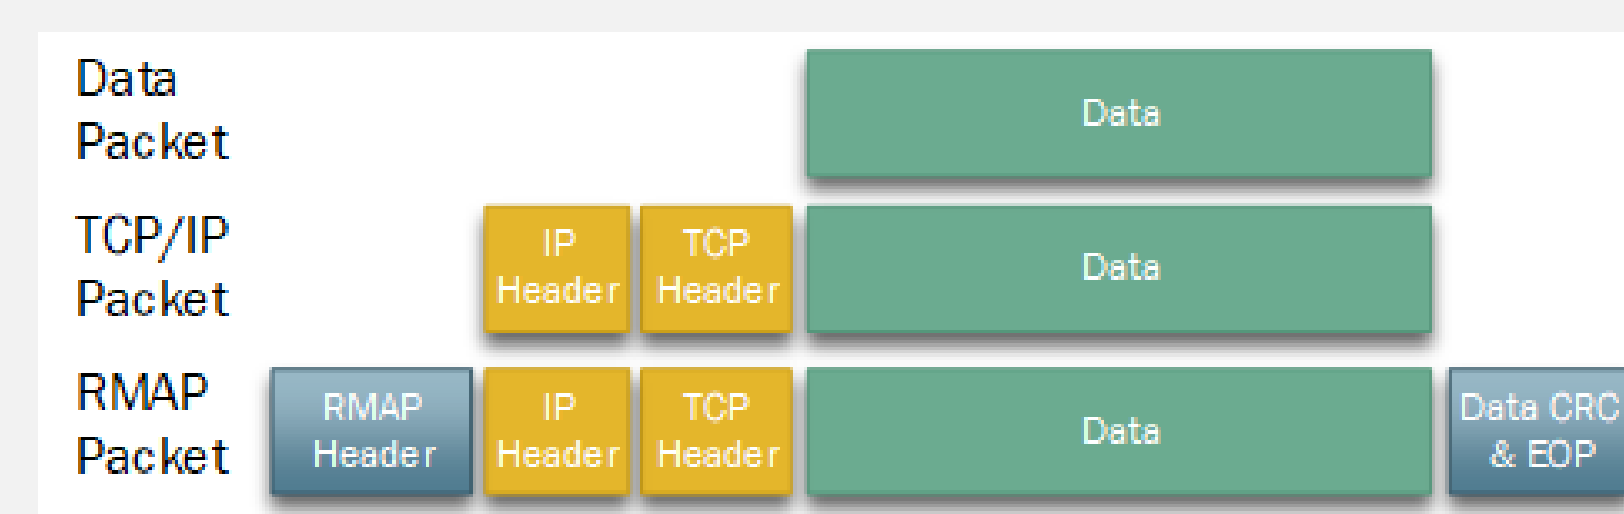 Data
Packet
Data
TCP/IP
Packet
IP
Header
TCP
Header
Data
RMAP
Packet
RMAP
Header
IP
Header
TCP
Header
Data
Data CRC
& EOP